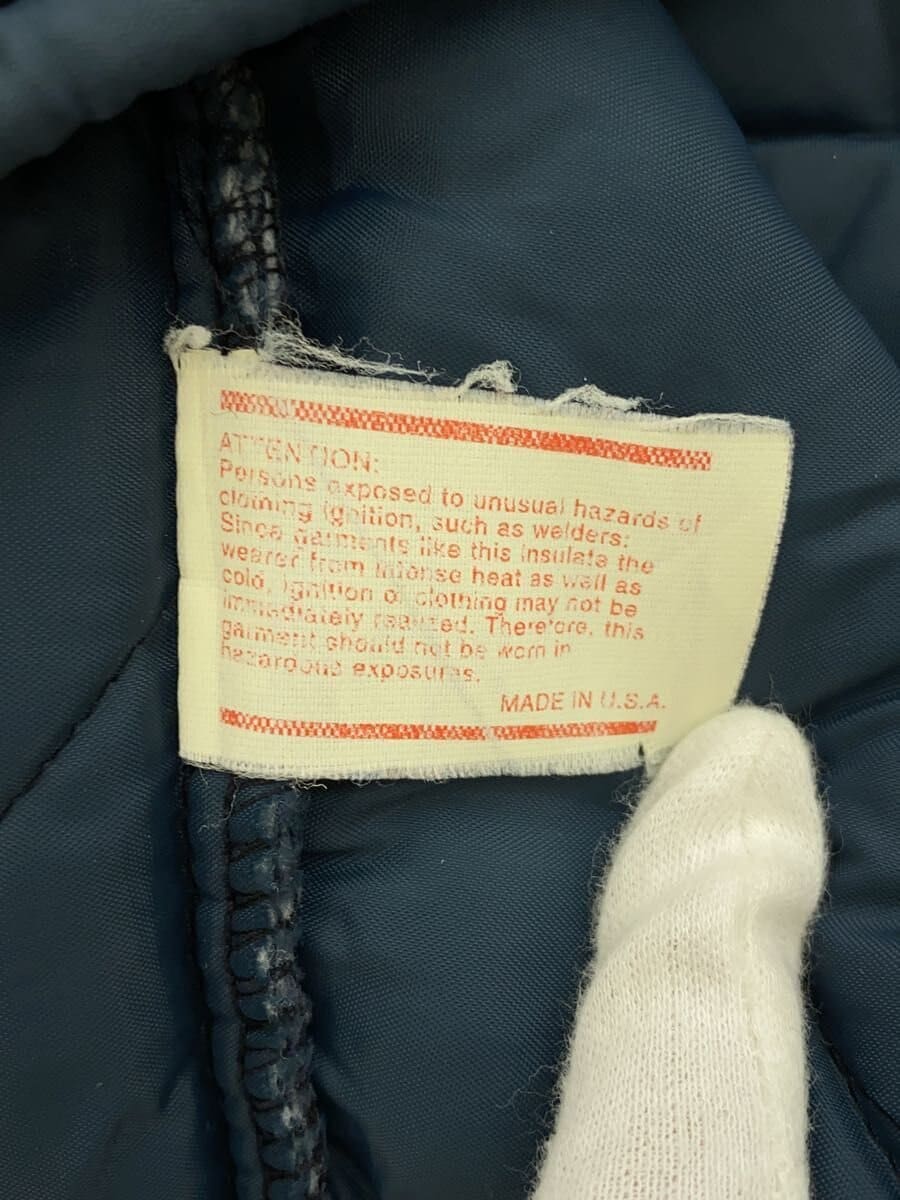 ATTENTION:
Persons exposed to unusual hazards of
clothing ignition, such as welders:
Since garments like this insulate the
wearer from intense heat as well as
cold, ignition of clothing may not be
immediately realized. Therefore, this
garment should not be worn in
hazardous exposures.
MADE IN U.S.A.